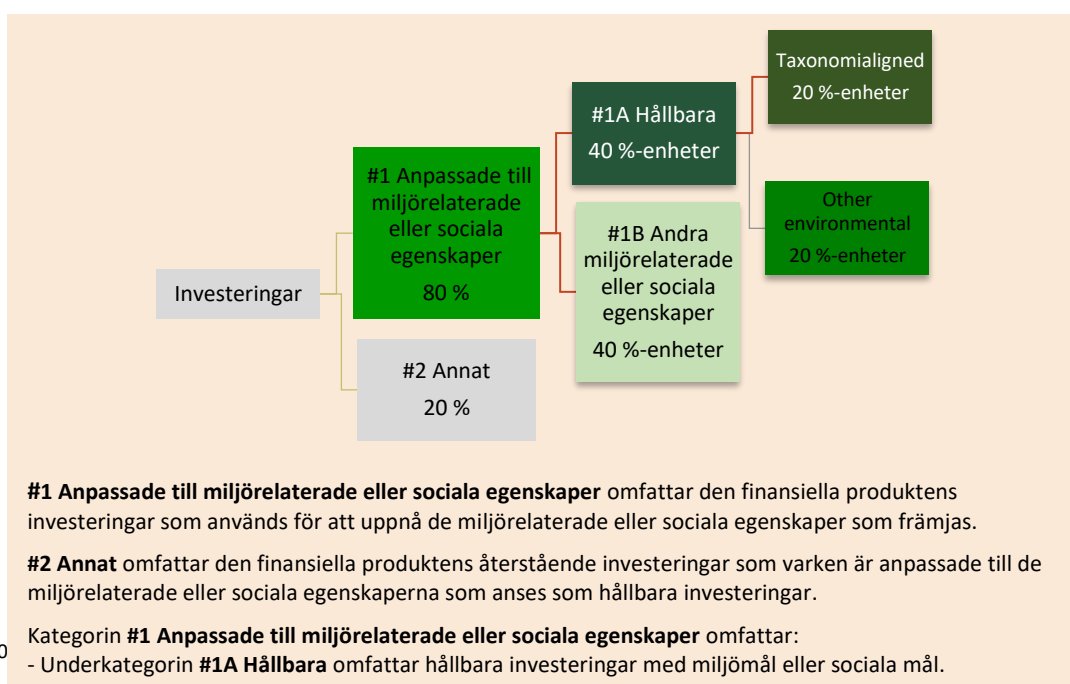 Taxonomialigned
20 %-enheter
#1A Hållbara
40 %-enheter
#1 Anpassade till
miljörelaterade
eller sociala
egenskaper
80 %
Other
environmental
20 %-enheter
#1B Andra
miljörelaterade
eller sociala
egenskaper
40 %-enheter
Investeringar
#2 Annat
20 %
#1 Anpassade till miljörelaterade eller sociala egenskaper omfattar den finansiella produktens
investeringar som används för att uppnå de miljörelaterade eller sociala egenskaper som främjas.
#2 Annat omfattar den finansiella produktens återstående investeringar som varken är anpassade till de
miljörelaterade eller sociala egenskaperna som anses som hållbara investeringar.
Kategorin #1 Anpassade till miljörelaterade eller sociala egenskaper omfattar:
- Underkategorin #1A Hållbara omfattar hållbara investeringar med miljömål eller sociala mål.